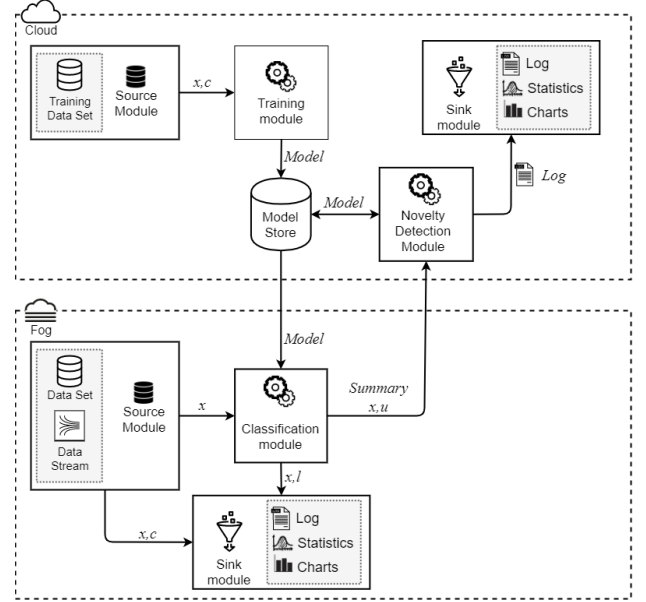 Cloud
Training
Data Set
Source
Module
x,c
Training
module
Sink
module
Log
Statistics
Charts
Model
Log
Model
Store
Model
Novelty
Detection
Module
Fog
Model
Data Set
Data
Stream
Source
Module
x
Classification
module
Summary
x,u
x,l
x,c
Sink
module
Log
Statistics
Charts